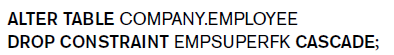 ALTER TABLE COMPANY.EMPLOYEE
DROP CONSTRAINT EMPSUPERFK CASCADE;